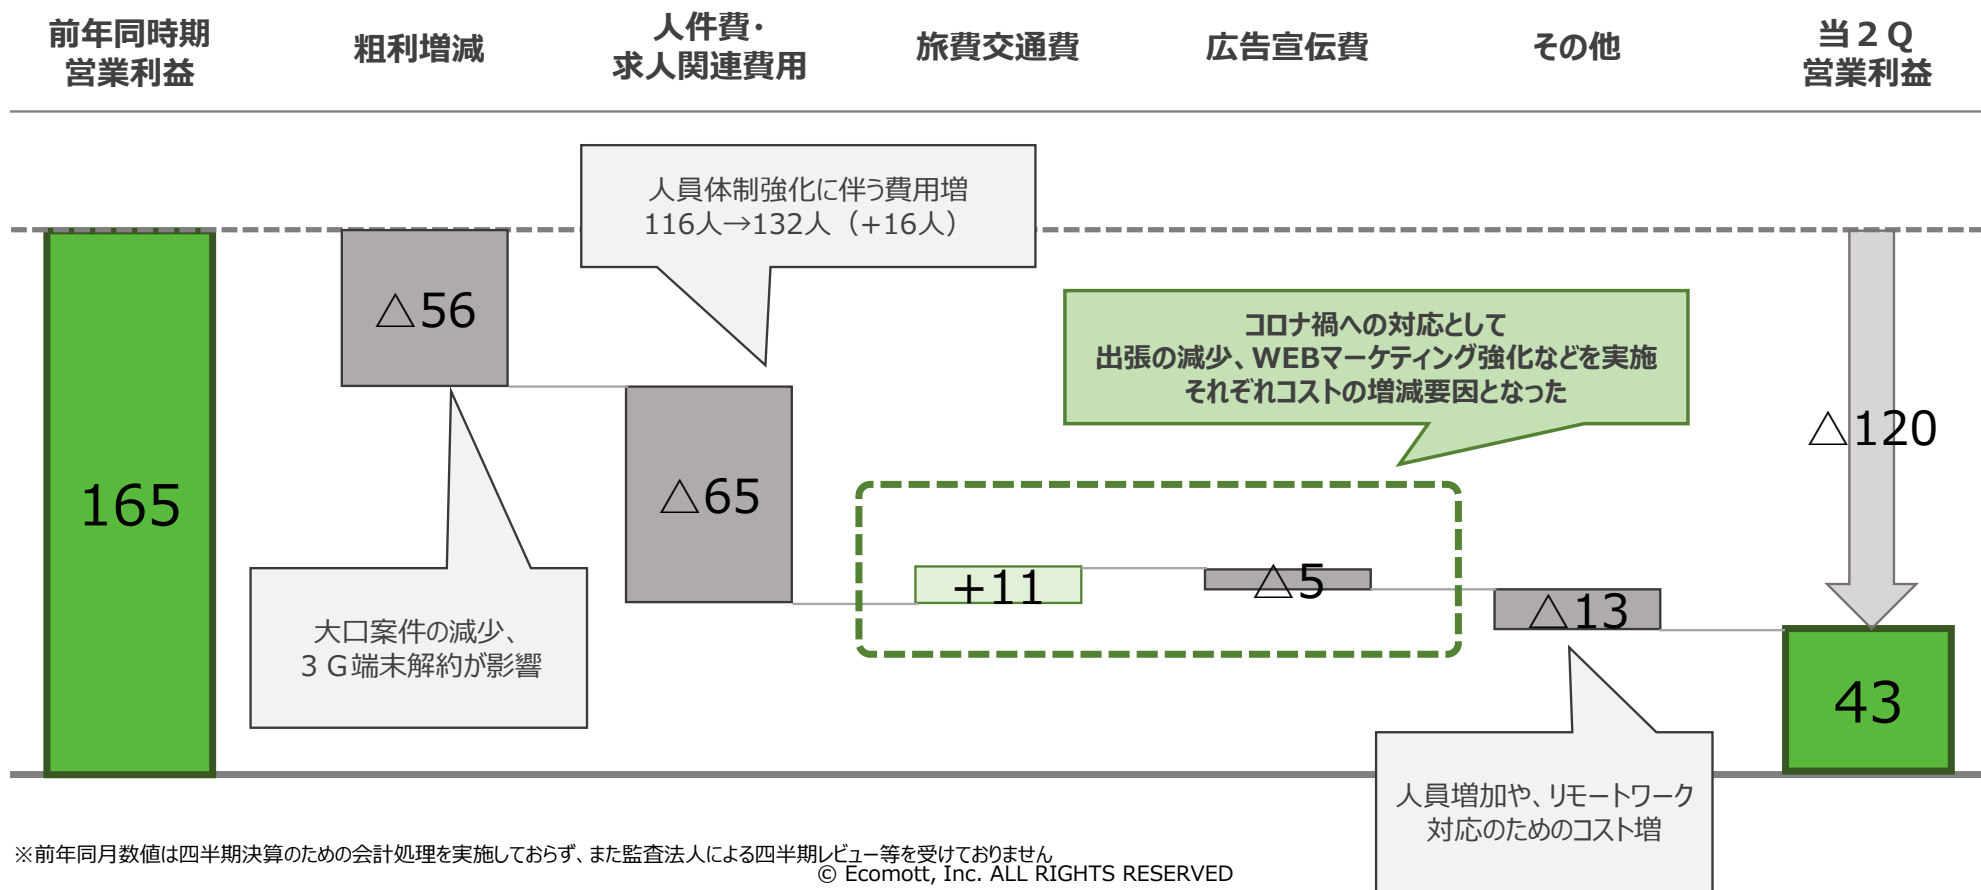 前年同時期
営業利益
粗利増減
人件費・
求人関連費用
旅費交通費
広告宣伝費
その他
当２Q
営業利益
人員体制強化に伴う費用増
116人→132人（+16人）
コロナ禍への対応として
出張の減少、WEBマーケティング強化などを実施
それぞれコストの増減要因となった
165
△56
△65
+11
△5
△13
△120
43
大口案件の減少、
３G端末解約が影響
人員増加や、リモートワーク
対応のためのコスト増
※前年同月数値は四半期決算のための会計処理を実施しておらず、また監査法人による四半期レビュー等を受けておりません
© Ecomott, Inc. ALL RIGHTS RESERVED